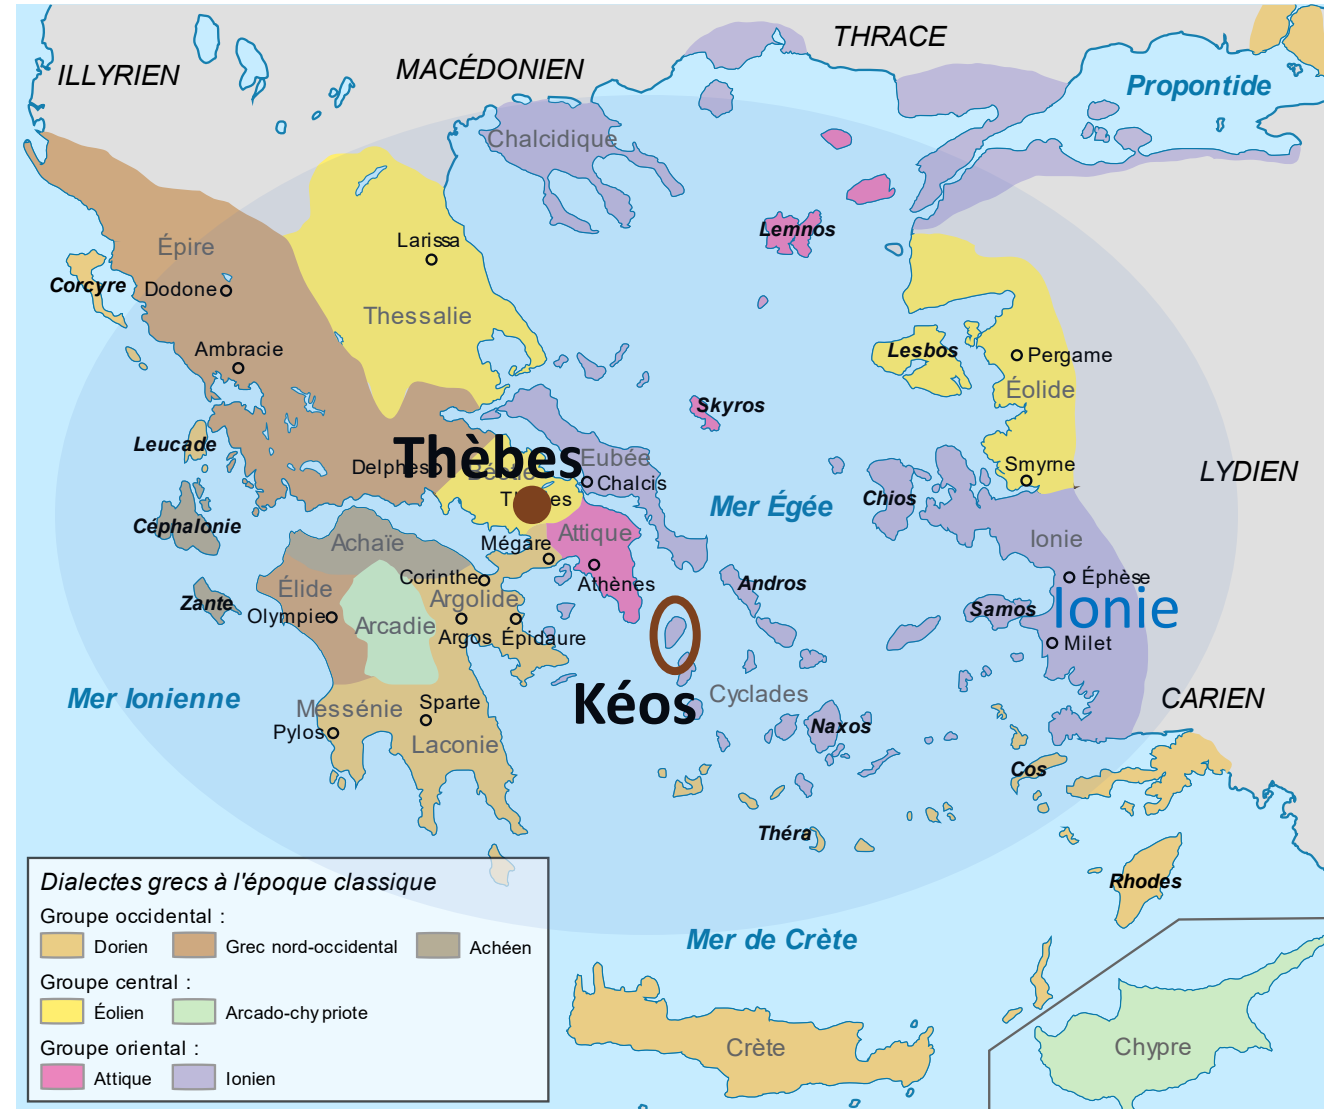 THRACE
ILLYRIEN
MACÉDONIEN
Propontide
Chalcidique
Lemnos
Épire
Larissa
Corcyre
Dodone
Thessalie
Ambracie
Lesbos
Pergame
Éolide
Skyros
Leucade
Thèbes
Delphes
Eubée
Chalcis
Smyrne
LYDIEN
Chios
Mer Égée
Céphalonie
Achaïe
Mégare
Attique
Ionie
Corinthe
Athènes
Andros
Éphèse
Élide
Zante
Olympie
Arcadie
Argolide
Argos
Épidaure
Samos
Ionie
Milet
Mer Ionienne
Messénie
Sparte
Kéos
Cyclades
CARIEN
Pylos
Laconie
Naxos
Cos
Théra
Rhodes
Dialectes grecs à l'époque classique
Groupe occidental :
Dorien
Grec nord-occidental
Achéen
Groupe central :
Éolien
Arcado-chypriote
Groupe oriental :
Attique
Ionien
Mer de Crète
Crète
Chypre